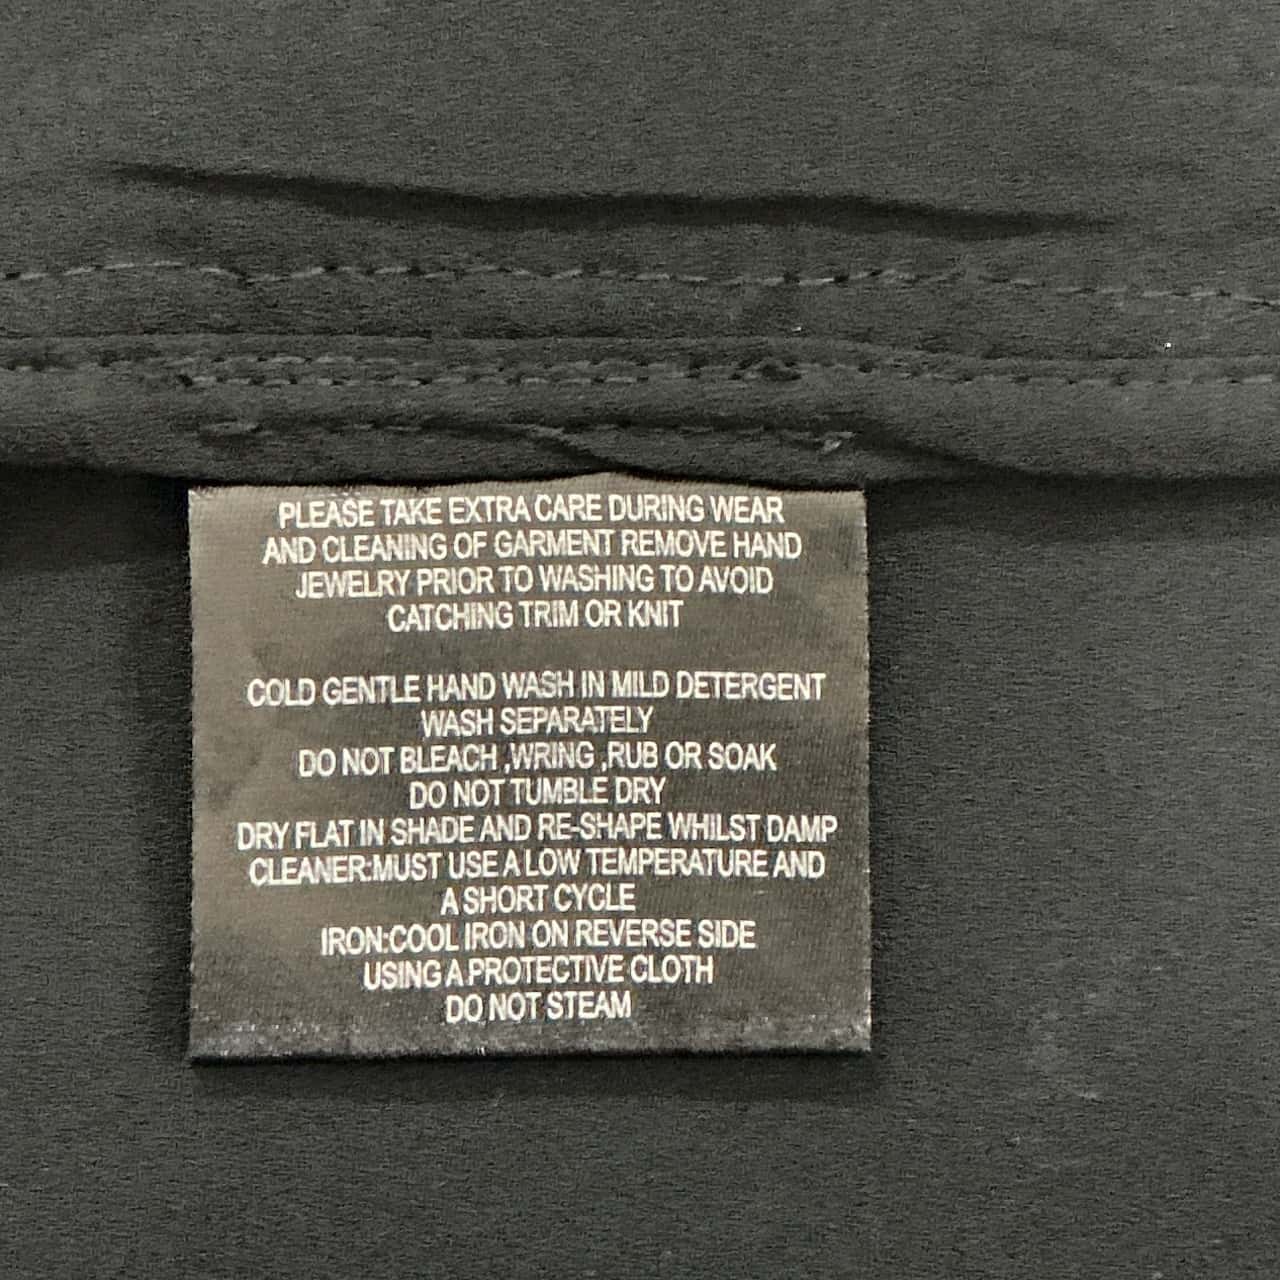 PLEASE TAKE EXTRA CARE DURING WEAR
AND CLEANING OF GARMENT REMOVE HAND
JEWELRY PRIOR TO WASHING TO AVOID
CATCHING TRIM OR KNIT
COLD GENTLE HAND WASH IN MILD DETERGENT
WASH SEPARATELY
DO NOT BLEACH ,WRING ,RUB OR SOAK
DO NOT TUMBLE DRY
DRY FLAT IN SHADE AND RE-SHAPE WHILST DAMP
CLEANER:MUST USE A LOW TEMPERATURE AND
A SHORT CYCLE
IRON:COOL IRON ON REVERSE SIDE
USING A PROTECTIVE CLOTH
DO NOT STEAM